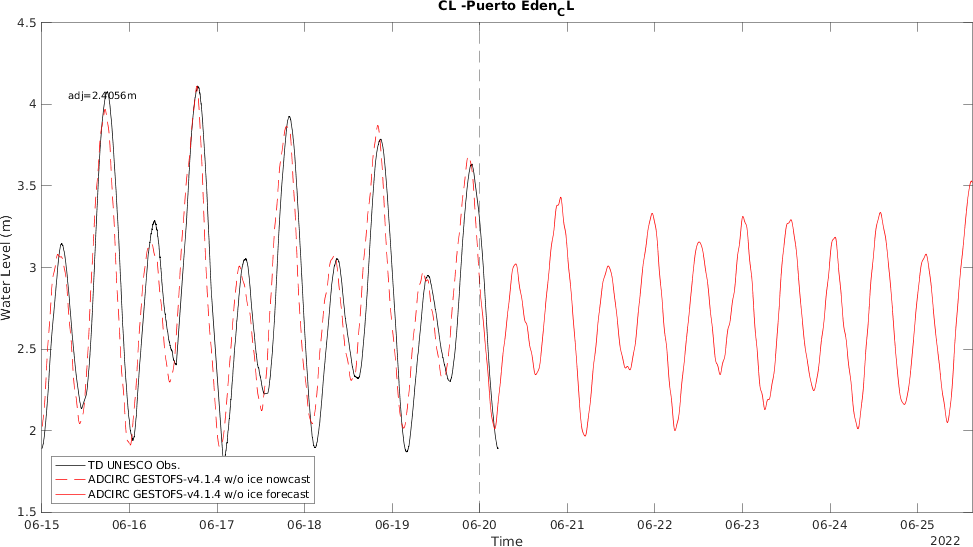 CL -Puerto Eden_CL
4.5
4
3.5
3
2.5
2
1.5
Water Level (m)
adj=2.4056m
TD UNESCO Obs.
ADCIRC GESTOFS-v4.1.4 w/o ice nowcast
ADCIRC GESTOFS-v4.1.4 w/o ice forecast
06-15 06-16 06-17 06-18 06-19 06-20 06-21 06-22 06-23 06-24 06-25
Time
2022